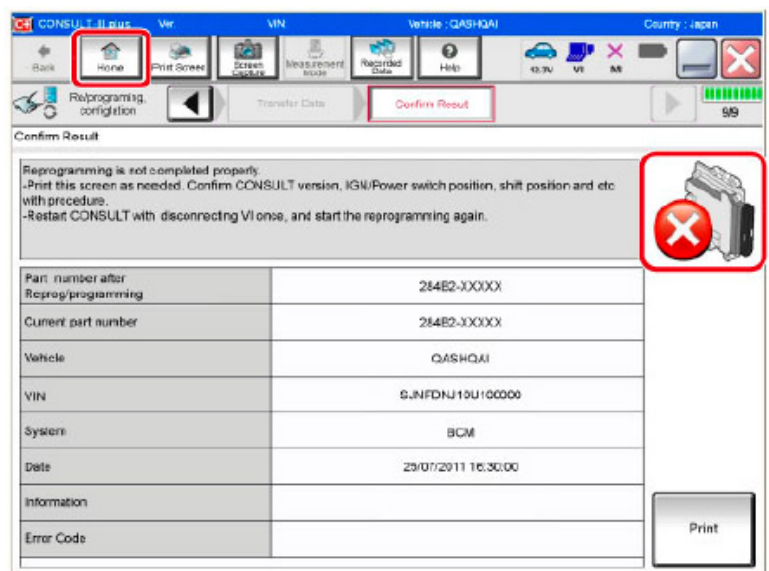 CONSULT-III plus Ver. VIN: Vehicle : QASHQAI Country : Japan
Back
Home
Print Screen
Screen Capture
Measurement Mode
Recorded Data
Help
VI
MI
Re/programing,
configlation
Transfer Data
Confirm Result
9/9
Confirm Result
Reprogramming is not completed properly.
-Print this screen as needed. Confirm CONSULT version, IGN/Power switch position, shift position and etc
with procedure.
-Restart CONSULT with disconnecting VI once, and start the reprogramming again.
Part number after
Reprog/programming
284B2-XXXXX
Current part number
284B2-XXXXX
Vehicle
QASHQAI
VIN
SJNFDNJ10U100000
System
BCM
Date
25/07/2011 16:30:00
Information
Error Code
Print